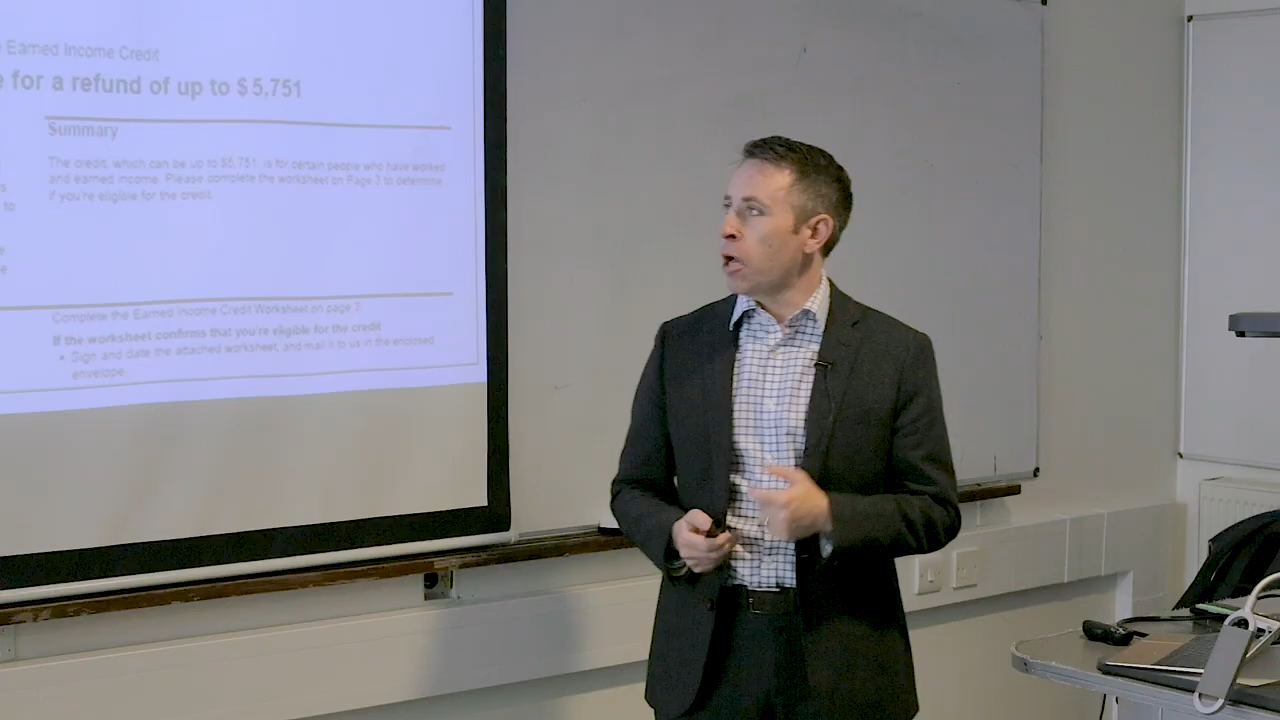 Earned Income Credit
e for a refund of up to $5,751
Summary
The credit, which can be up to $5,751, is for certain people who have worked
and earned income. Please complete the worksheet on Page 3 to determine
if you're eligible for the credit.
s
to
e
e
Complete the Earned Income Credit Worksheet on page 3
If the worksheet confirms that you're eligible for the credit
• Sign and date the attached worksheet, and mail it to us in the enclosed
envelope.